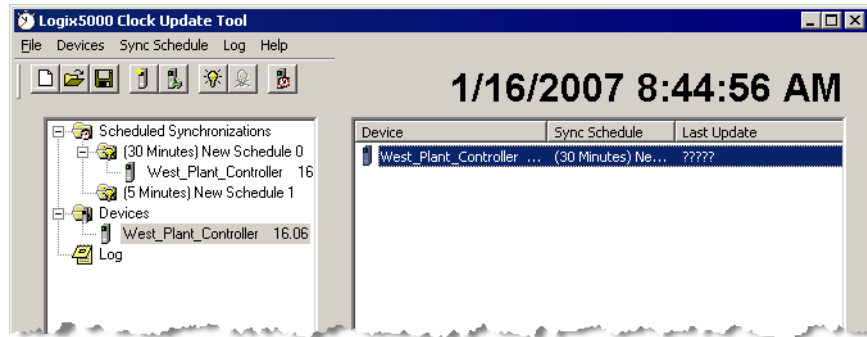 Logix5000 Clock Update Tool
File Devices Sync Schedule Log Help
1/16/2007 8:44:56 AM
Scheduled Synchronizations
(30 Minutes) New Schedule 0
West_Plant_Controller 16
(5 Minutes) New Schedule 1
Devices
West_Plant_Controller 16.06
Log
Device Sync Schedule Last Update
West_Plant_Controller ... (30 Minutes) Ne... ?????